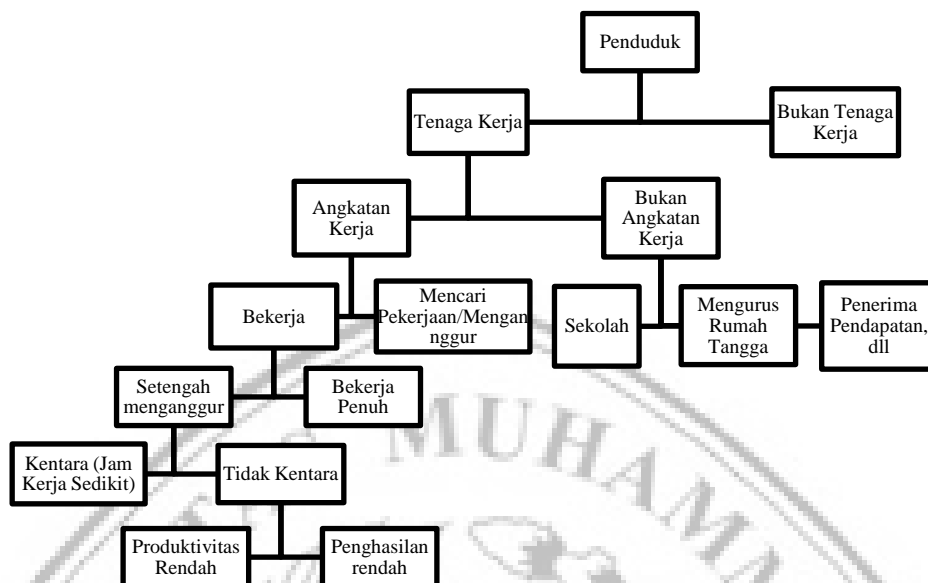 Penduduk
Tenaga Kerja
Bukan Tenaga
Kerja
Angkatan
Kerja
Bukan
Angkatan
Kerja
Bekerja
Mencari
Pekerjaan/Mengan
nggur
Sekolah
Mengurus
Rumah
Tangga
Penerima
Pendapatan,
dll
Setengah
menganggur
Bekerja
Penuh
Kentara (Jam
Kerja Sedikit)
Tidak Kentara
Produktivitas
Rendah
Penghasilan
rendah
MUHAMM